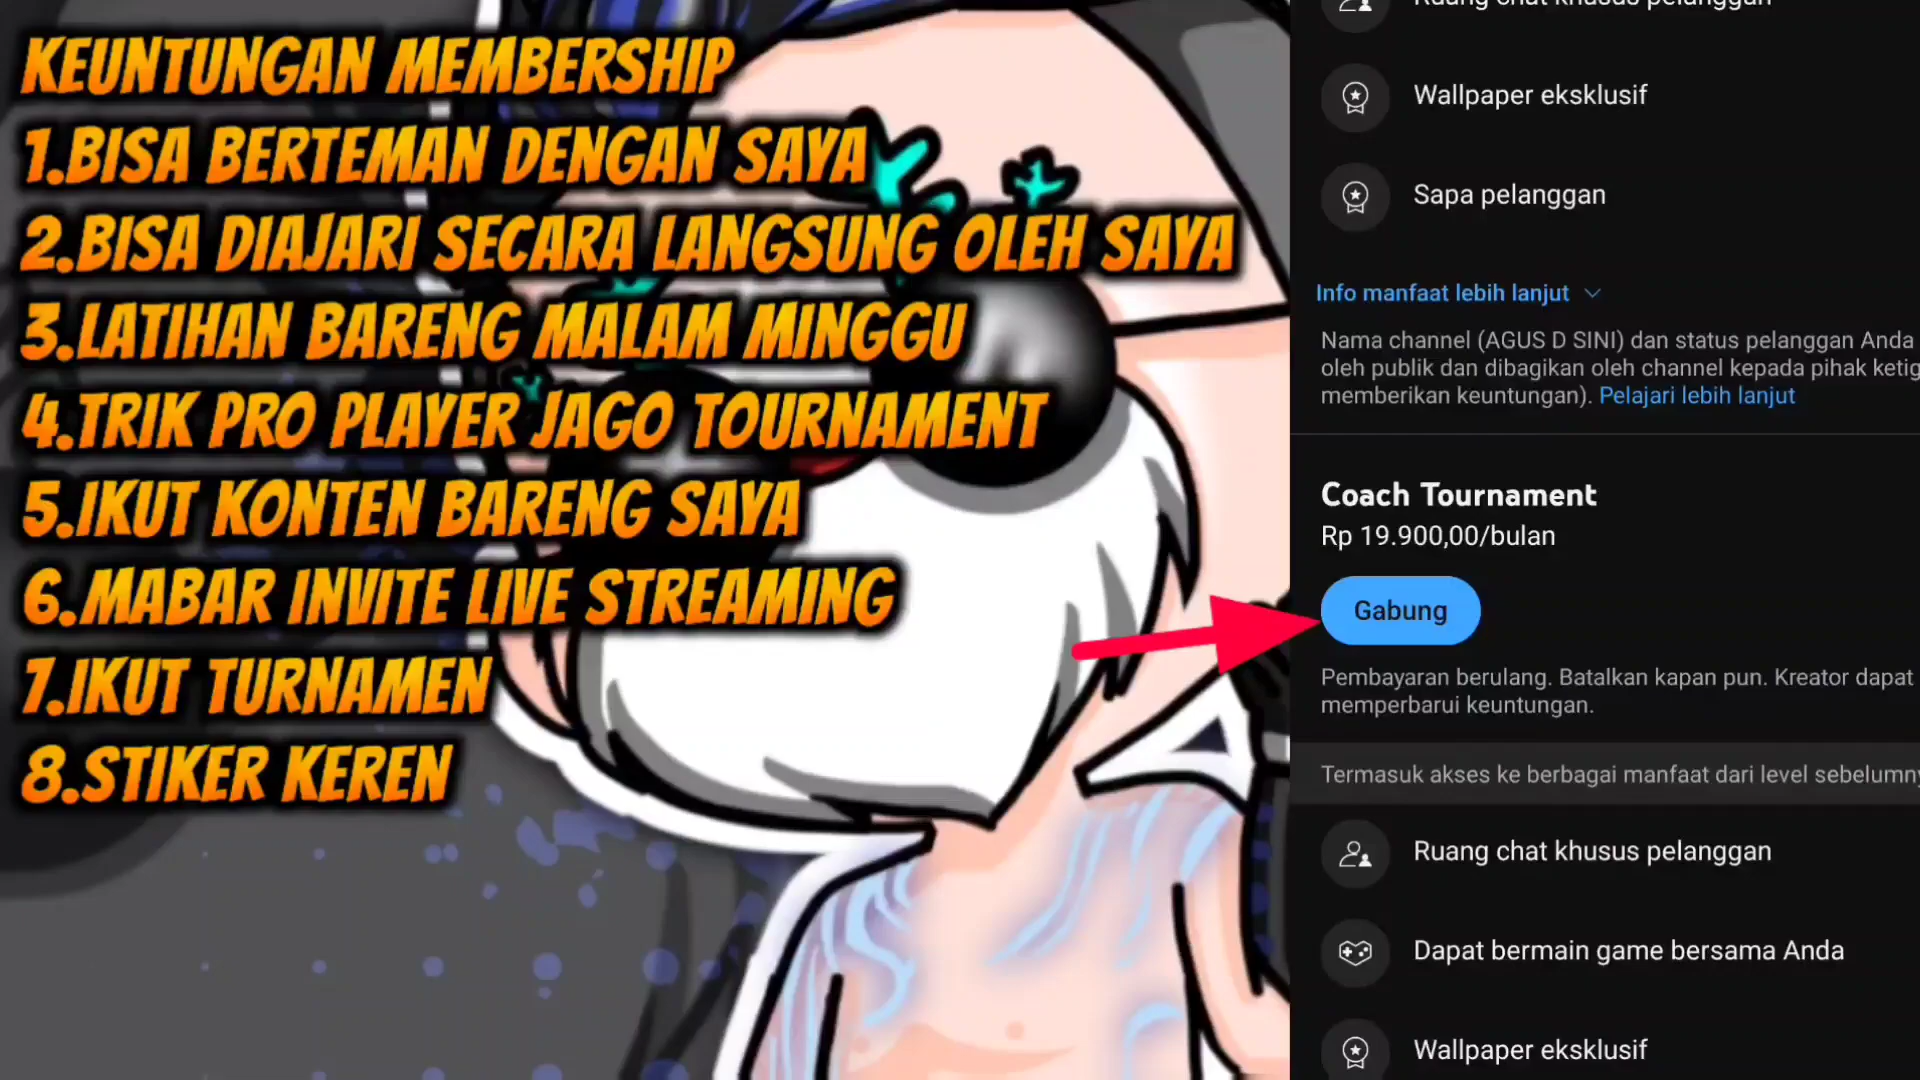 KEUNTUNGAN MEMBERSHIP
1.BISA BERTEMAN DENGAN SAYA
2.BISA DIAJARI SECARA LANGSUNG OLEH SAYA
3.LATIHAN BARENG MALAM MINGGU
4.TRIK PRO PLAYER JAGO TOURNAMENT
5.IKUT KONTEN BARENG SAYA
6.MABAR INVITE LIVE STREAMING
7.IKUT TURNAMEN
8.STIKER KEREN
Ruang chat khusus pelanggan
Wallpaper eksklusif
Sapa pelanggan
Info manfaat lebih lanjut
Nama channel (AGUS D SINI) dan status pelanggan Anda
oleh publik dan dibagikan oleh channel kepada pihak ketig
memberikan keuntungan). Pelajari lebih lanjut
Coach Tournament
Rp 19.900,00/bulan
Gabung
Pembayaran berulang. Batalkan kapan pun. Kreator dapat
memperbarui keuntungan.
Termasuk akses ke berbagai manfaat dari level sebelumny
Ruang chat khusus pelanggan
Dapat bermain game bersama Anda
Wallpaper eksklusif